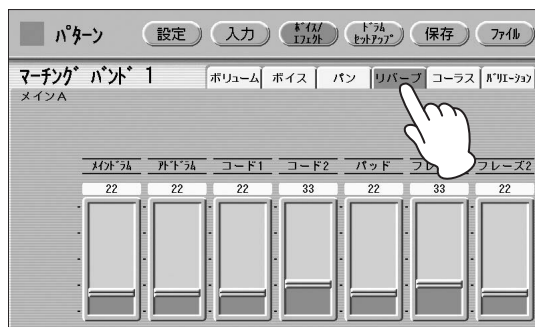 パターン 設定 入力 ボイス/エフェクト ドラムセットアップ 保存 ファイル
マーチングバンド 1 ボリューム ボイス パン リバーブ コーラス バリエーション
メインA
メインドラム アドドラム コード1 コード2 パッド フレ フレーズ2
22 22 22 33 22 33 22